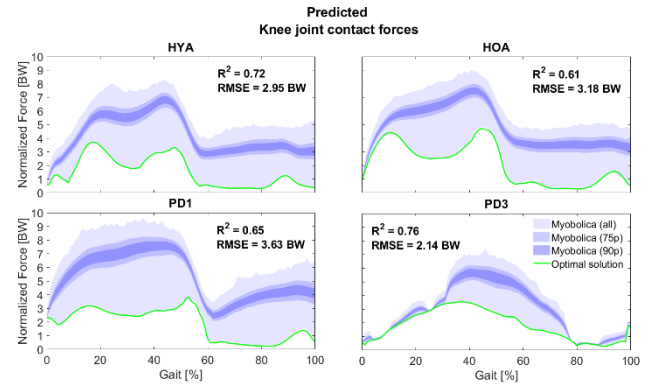 Predicted
Knee joint contact forces
HYA
HOA
Normalized Force [BW]
10
9
8
7
6
5
4
3
2
1
0
R² = 0.72
RMSE = 2.95 BW
R² = 0.61
RMSE = 3.18 BW
PD1
PD3
Normalized Force [BW]
10
9
8
7
6
5
4
3
2
1
0
R² = 0.65
RMSE = 3.63 BW
R² = 0.76
RMSE = 2.14 BW
Myobolica (all)
Myobolica (75p)
Myobolica (90p)
Optimal solution
0 20 40 60 80 100
0 20 40 60 80 100
Gait [%]
Gait [%]